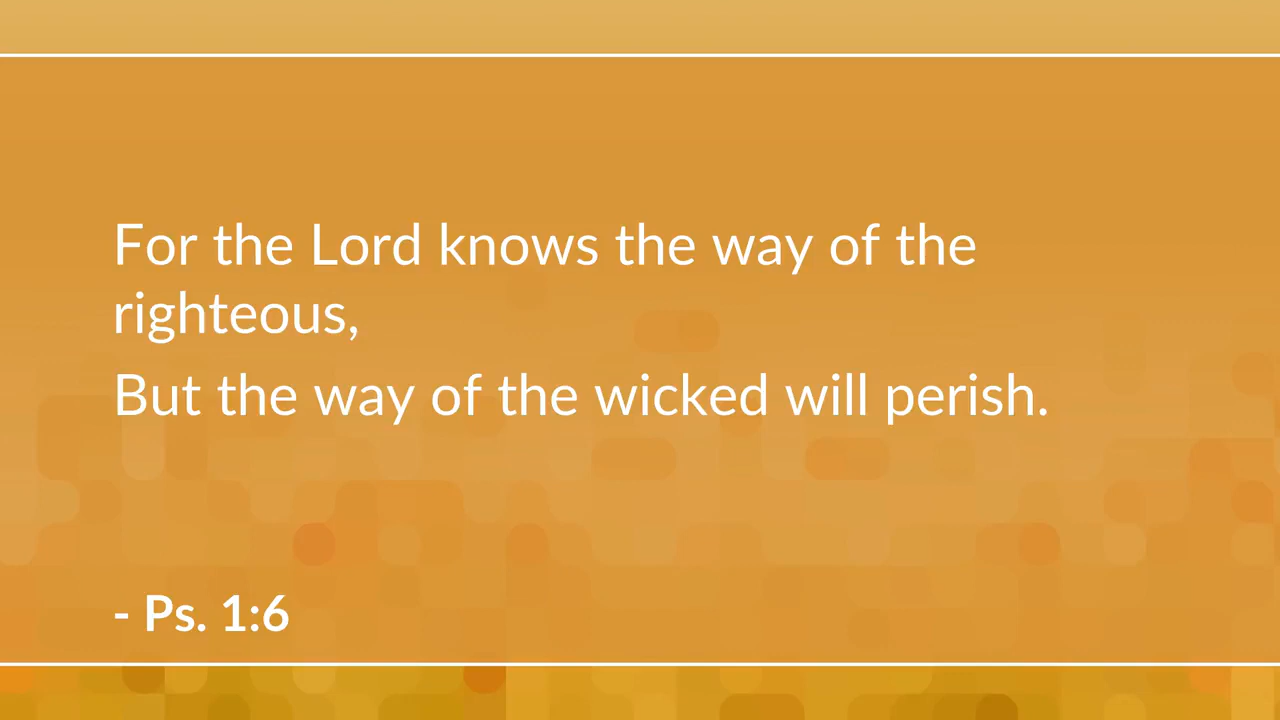 For the Lord knows the way of the
righteous,
But the way of the wicked will perish.
- Ps. 1:6